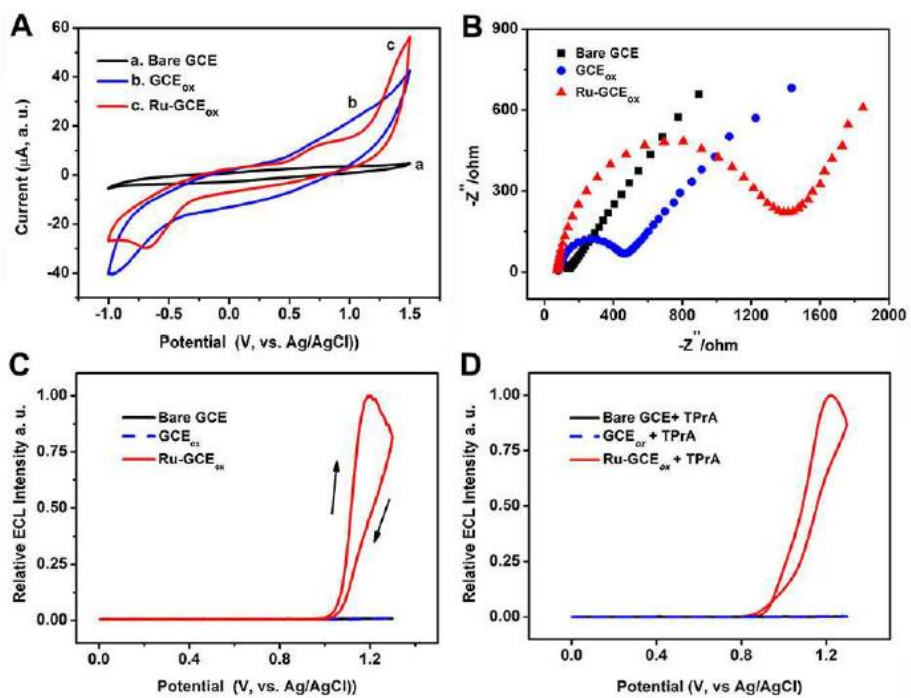 A
60
40
20
0
-20
-40
Current (μA, a. u.)
a. Bare GCE
b. GCEox
c. Ru-GCEox
c
b
a
-1.0 -0.5 0.0 0.5 1.0 1.5
Potential (V, vs. Ag/AgCl))
B
900
600
300
0
-Z''/ohm
Bare GCE
GCEox
Ru-GCEox
0 400 800 1200 1600 2000
-Z''/ohm
C
1.00
0.75
0.50
0.25
0.00
Relative ECL Intensity a. u.
Bare GCE
GCEox
Ru-GCEox
0.0 0.4 0.8 1.2
Potential (V, vs. Ag/AgCl))
D
1.00
0.75
0.50
0.25
0.00
Relative ECL Intensity a. u.
Bare GCE+ TPrA
GCEox + TPrA
Ru-GCEox + TPrA
0.0 0.4 0.8 1.2
Potential (V, vs Ag/AgCl))